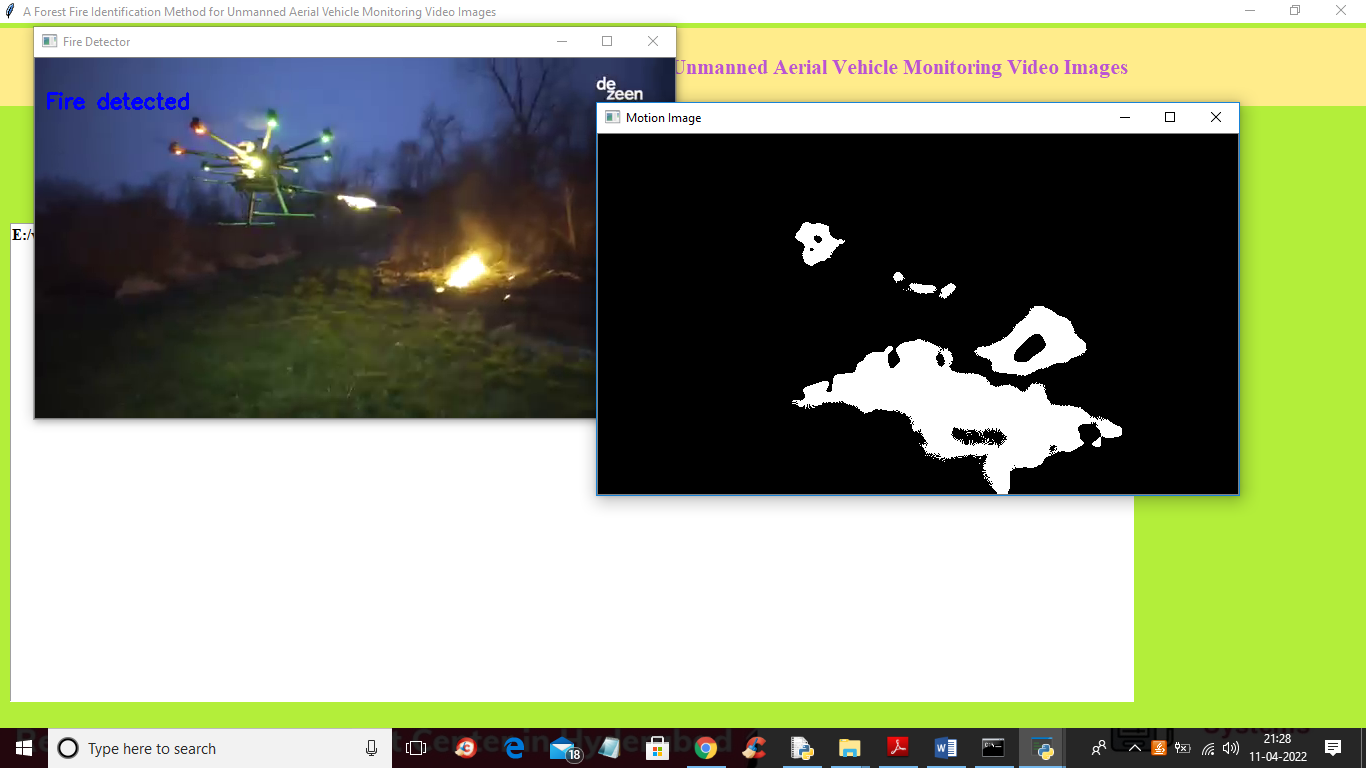 A Forest Fire Identification Method for Unmanned Aerial Vehicle Monitoring Video Images
Fire Detector
Unmanned Aerial Vehicle Monitoring Video Images
Fire detected
de
zeen
Motion Image
E:/
Type here to search
18
21:28
11-04-2022